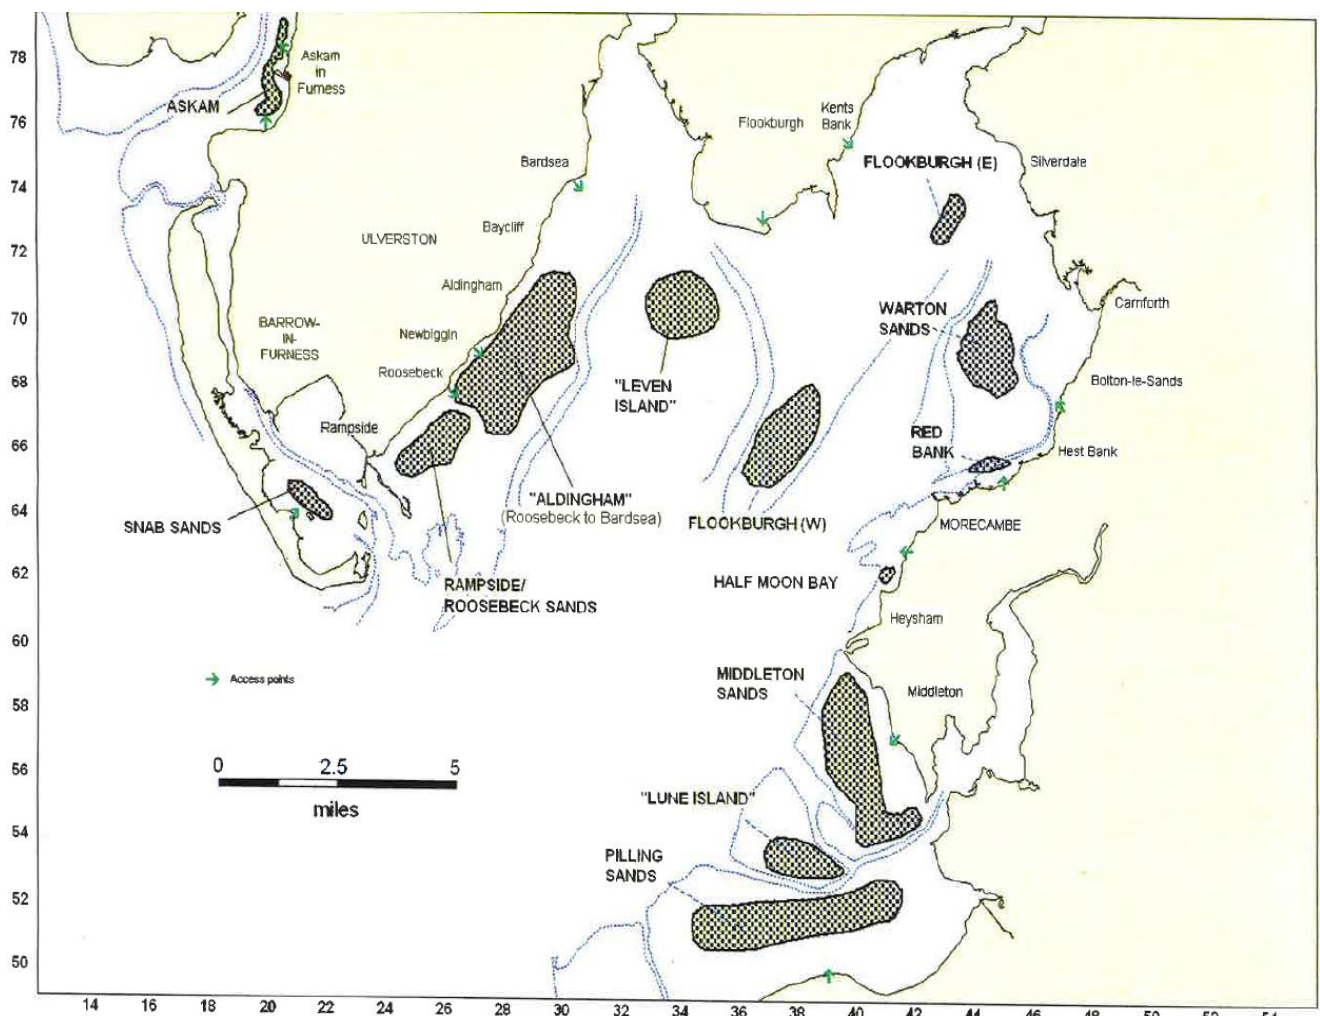 78
Askam
in
Furness
ASKAM
76
Kents
Bank
Flookburgh
FLOOKBURGH (E)
Silverdale
Bardsea
74
Baycliff
72
ULVERSTON
Aldingham
Carnforth
WARTON
SANDS
70
BARROW-
IN-
FURNESS
Newbiggin
Roosebeck
68
"LEVEN
ISLAND"
Bolton-le-Sands
Rampside
66
RED
BANK
Hest Bank
"ALDINGHAM"
(Roosebeck to Bardsea)
64
SNAB SANDS
FLOOKBURGH (W)
MORECAMBE
62
RAMPSIDE/
ROOSEBECK SANDS
HALF MOON BAY
Heysham
60
Access points
MIDDLETON
SANDS
Middleton
58
56
0 2.5 5
miles
"LUNE ISLAND"
54
PILLING
SANDS
52
50
14 16 18 20 22 24 26 28 30 32 34 36 38 40 42 44 46 48 50 52 54